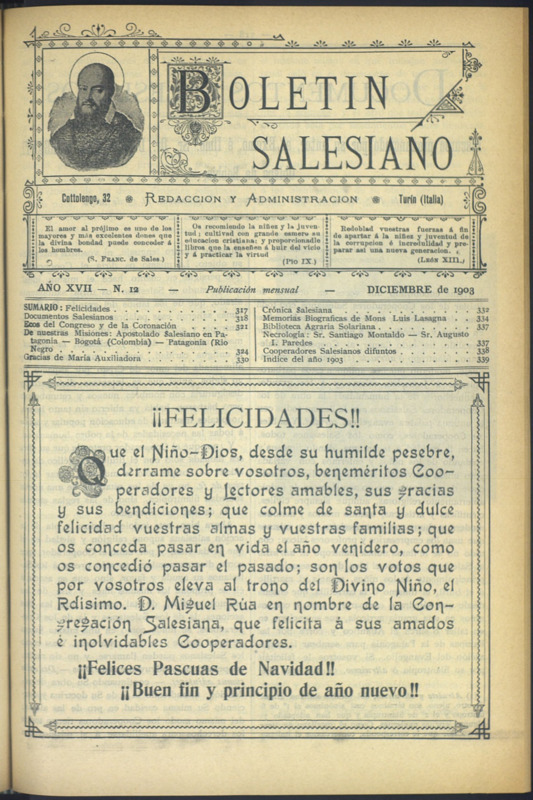 BOLETIN
SALESIANO
Cottolengo, 32 REDACCION Y ADMINISTRACION Turín (Italia)
El amor al prójimo es uno de los
mayores y más excelentes dones que
la divina bondad puede conceder á
los hombres.
(S. FRANC. de Sales.)
Os recomiendo la niñez y la juven-
tud; cultivad con grande esmero su
educacion cristiana; y proporcionadle
libros que la enseñen á huir del vicio
y á practicar la virtud
(PIO IX.)
Redoblad vuestras fuerzas á fin
de apartar á la niñez y juventud de
la corrupcion é incredulidad y pre-
parar así una nueva generacion.
(LEÓN XIII.)
AÑO XVII — N. 12 — Publicación mensual — DICIEMBRE de 1903
SUMARIO: Felicidades . . . 317
Documentos Salesianos . . . 318
Ecos del Congreso y de la Coronación . . . 321
De nuestras Misiones: Apostolado Salesiano en Pa-
tagonia — Bogotá (Colombia) — Patagonia (Río
Negro . . . 324
Gracias de María Auxiliadora . . . 330
Crónica Salesiana . . . 332
Memorias Biograficas de Mons Luis Lasagna . . . 334
Biblioteca Agraria Solariana . . . 337
Necrologia: Sr. Santiago Montaldo — Sr. Augusto
I. Paredes . . . 337
Cooperadores Salesianos difuntos . . . 338
Indice del año 1903 . . . 339
¡¡FELICIDADES!!
Que el Niño-Dios, desde su humilde pesebre,
derrame sobre vosotros, beneméritos Coo-
peradores y Lectores amables, sus gracias
y sus bendiciones; que colme de santa y dulce
felicidad vuestras almas y vuestras familias; que
os conceda pasar en vida el año venidero, como
os concedió pasar el pasado; son los votos que
por vosotros eleva al trono del Divino Niño, el
Rdísimo. D. Miguel Rúa en nombre de la Con-
gregación Salesiana, que felicita á sus amados
é inolvidables Cooperadores.
¡¡Felices Pascuas de Navidad!!
¡¡Buen fin y principio de año nuevo!!